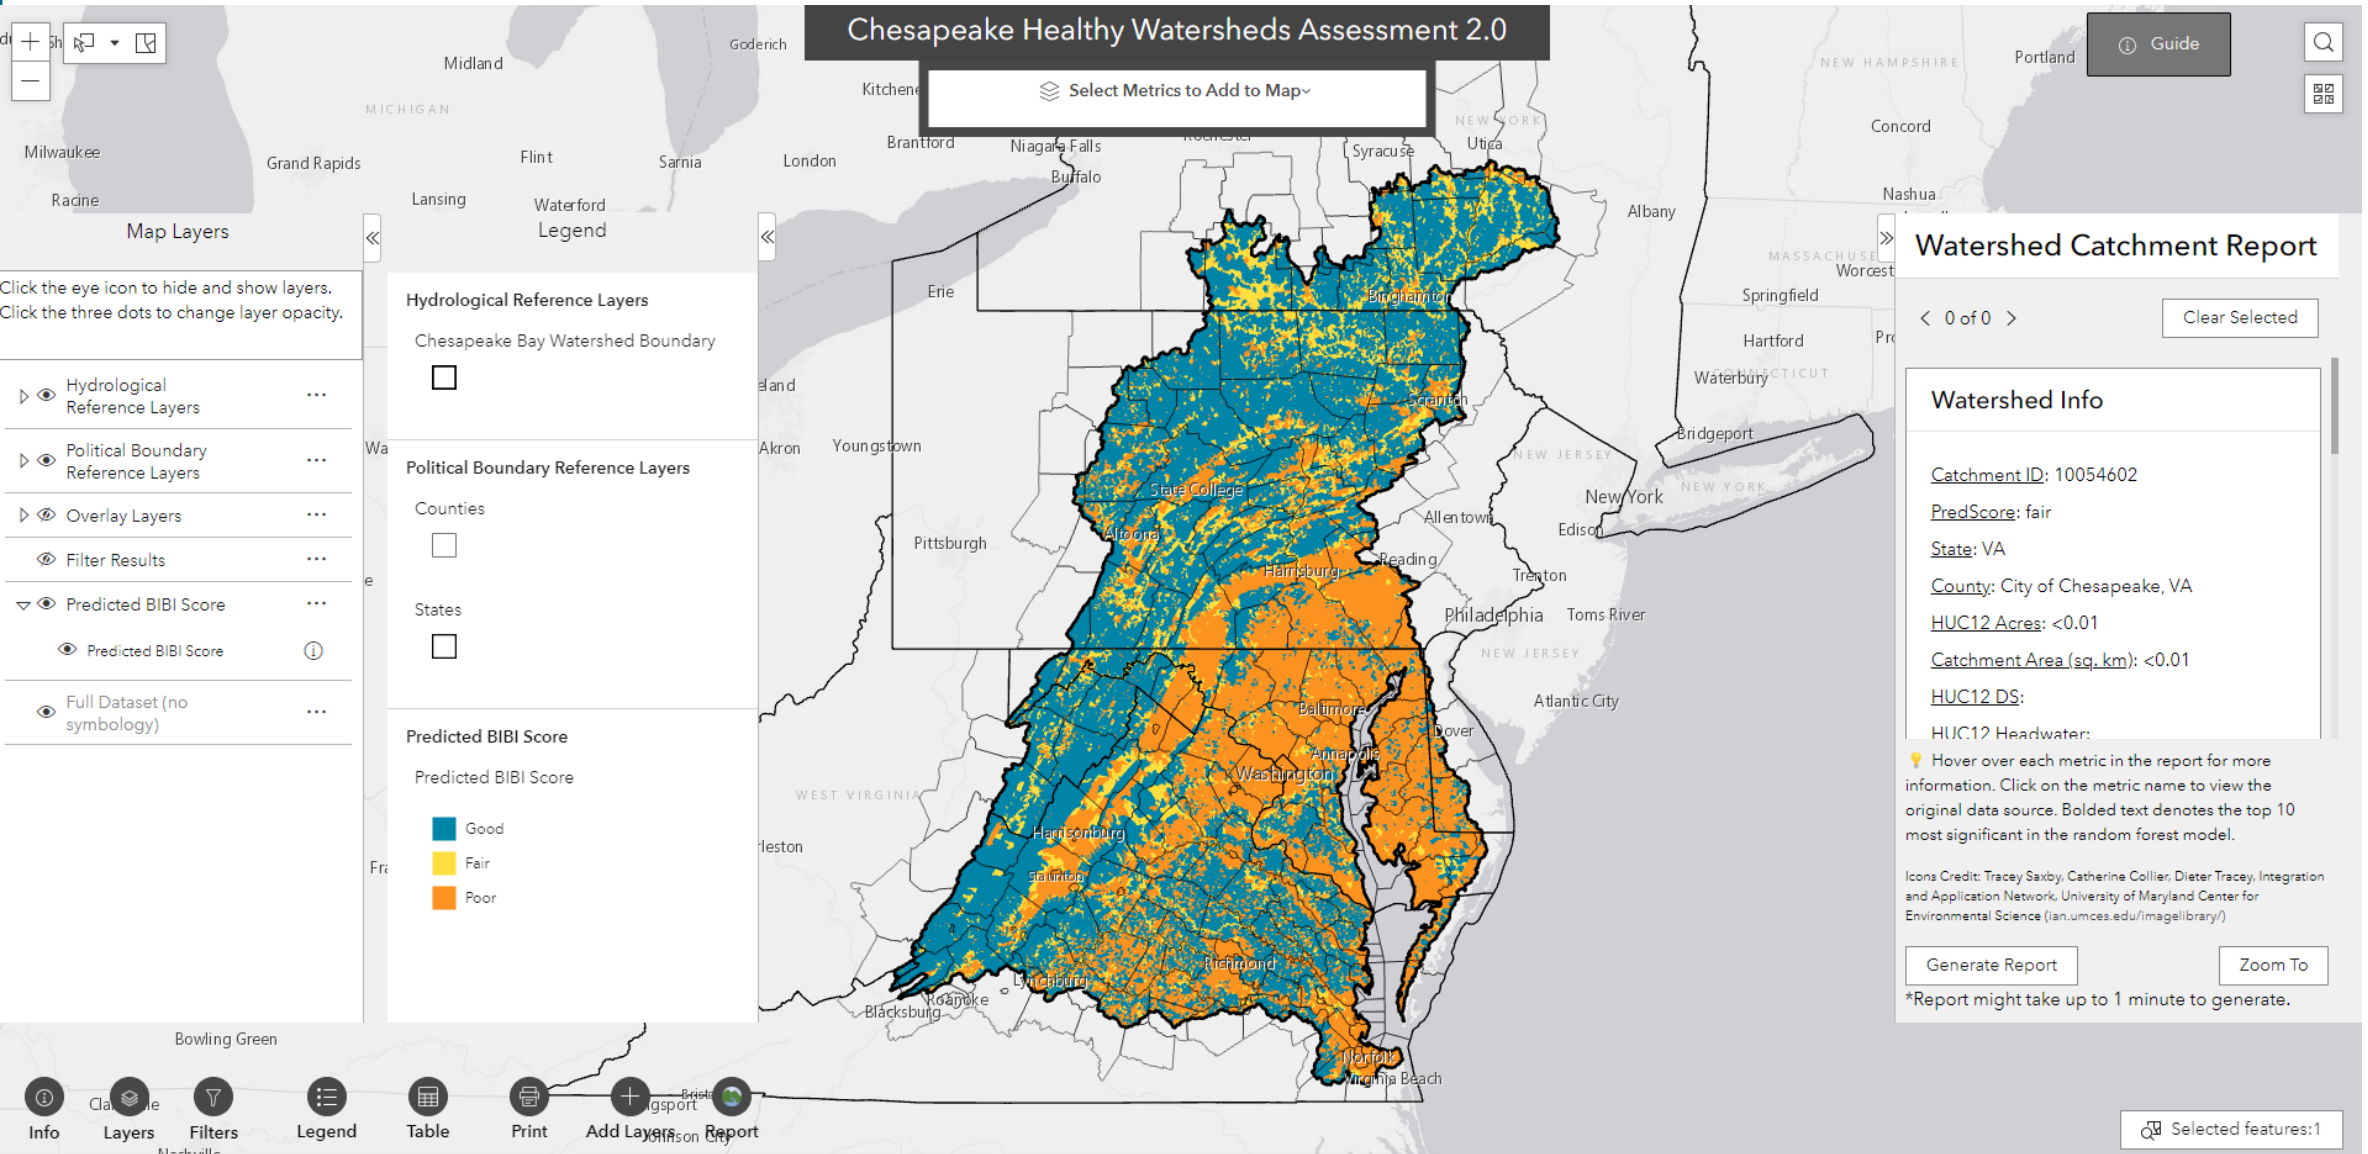 Chesapeake Healthy Watersheds Assessment 2.0
Select Metrics to Add to Map
Guide
Goderich
Midland
MICHIGAN
Portland
NEW HAMPSHIRE
Concord
Milwaukee
Grand Rapids
Flint
Sarnia
London
Brantford
Niagara Falls
Syracuse
Utica
NEW YORK
Racine
Lansing
Waterford
Buffalo
Albany
Nashua
MASSACHUSE
Worcest
Springfield
Hartford
Waterbury
CONNECTICUT
Bridgeport
Erie
Binghamton
Scranton
Akron
Youngstown
NEW JERSEY
New York
NEW YORK
State College
Allentown
Edison
Altoona
Pittsburgh
Harrisburg
Reading
Trenton
Philadelphia
Toms River
NEW JERSEY
Atlantic City
Baltimore
Dover
Annapolis
Washington
WEST VIRGINIA
Harrisonburg
Staunton
Richmond
Lynchburg
Roanoke
Blacksburg
Norfolk
Virginia Beach
Bowling Green
Map Layers
Click the eye icon to hide and show layers.
Click the three dots to change layer opacity.
Hydrological
Reference Layers
Political Boundary
Reference Layers
Overlay Layers
Filter Results
Predicted BIBI Score
Predicted BIBI Score
Full Dataset (no
symbology)
Legend
Hydrological Reference Layers
Chesapeake Bay Watershed Boundary
Political Boundary Reference Layers
Counties
States
Predicted BIBI Score
Predicted BIBI Score
Good
Fair
Poor
Watershed Catchment Report
0 of 0
Clear Selected
Watershed Info
Catchment ID: 10054602
PredScore: fair
State: VA
County: City of Chesapeake, VA
HUC12 Acres: <0.01
Catchment Area (sq. km): <0.01
HUC12 DS:
HUC12 Headwater:
Hover over each metric in the report for more
information. Click on the metric name to view the
original data source. Bolded text denotes the top 10
most significant in the random forest model.
Icons Credit: Tracey Saxby, Catherine Collier, Dieter Tracey, Integration
and Application Network, University of Maryland Center for
Environmental Science (ian.umces.edu/imagelibrary/)
Generate Report
Zoom To
*Report might take up to 1 minute to generate.
Info
Layers
Filters
Legend
Table
Print
Add Layers
Report
Selected features:1